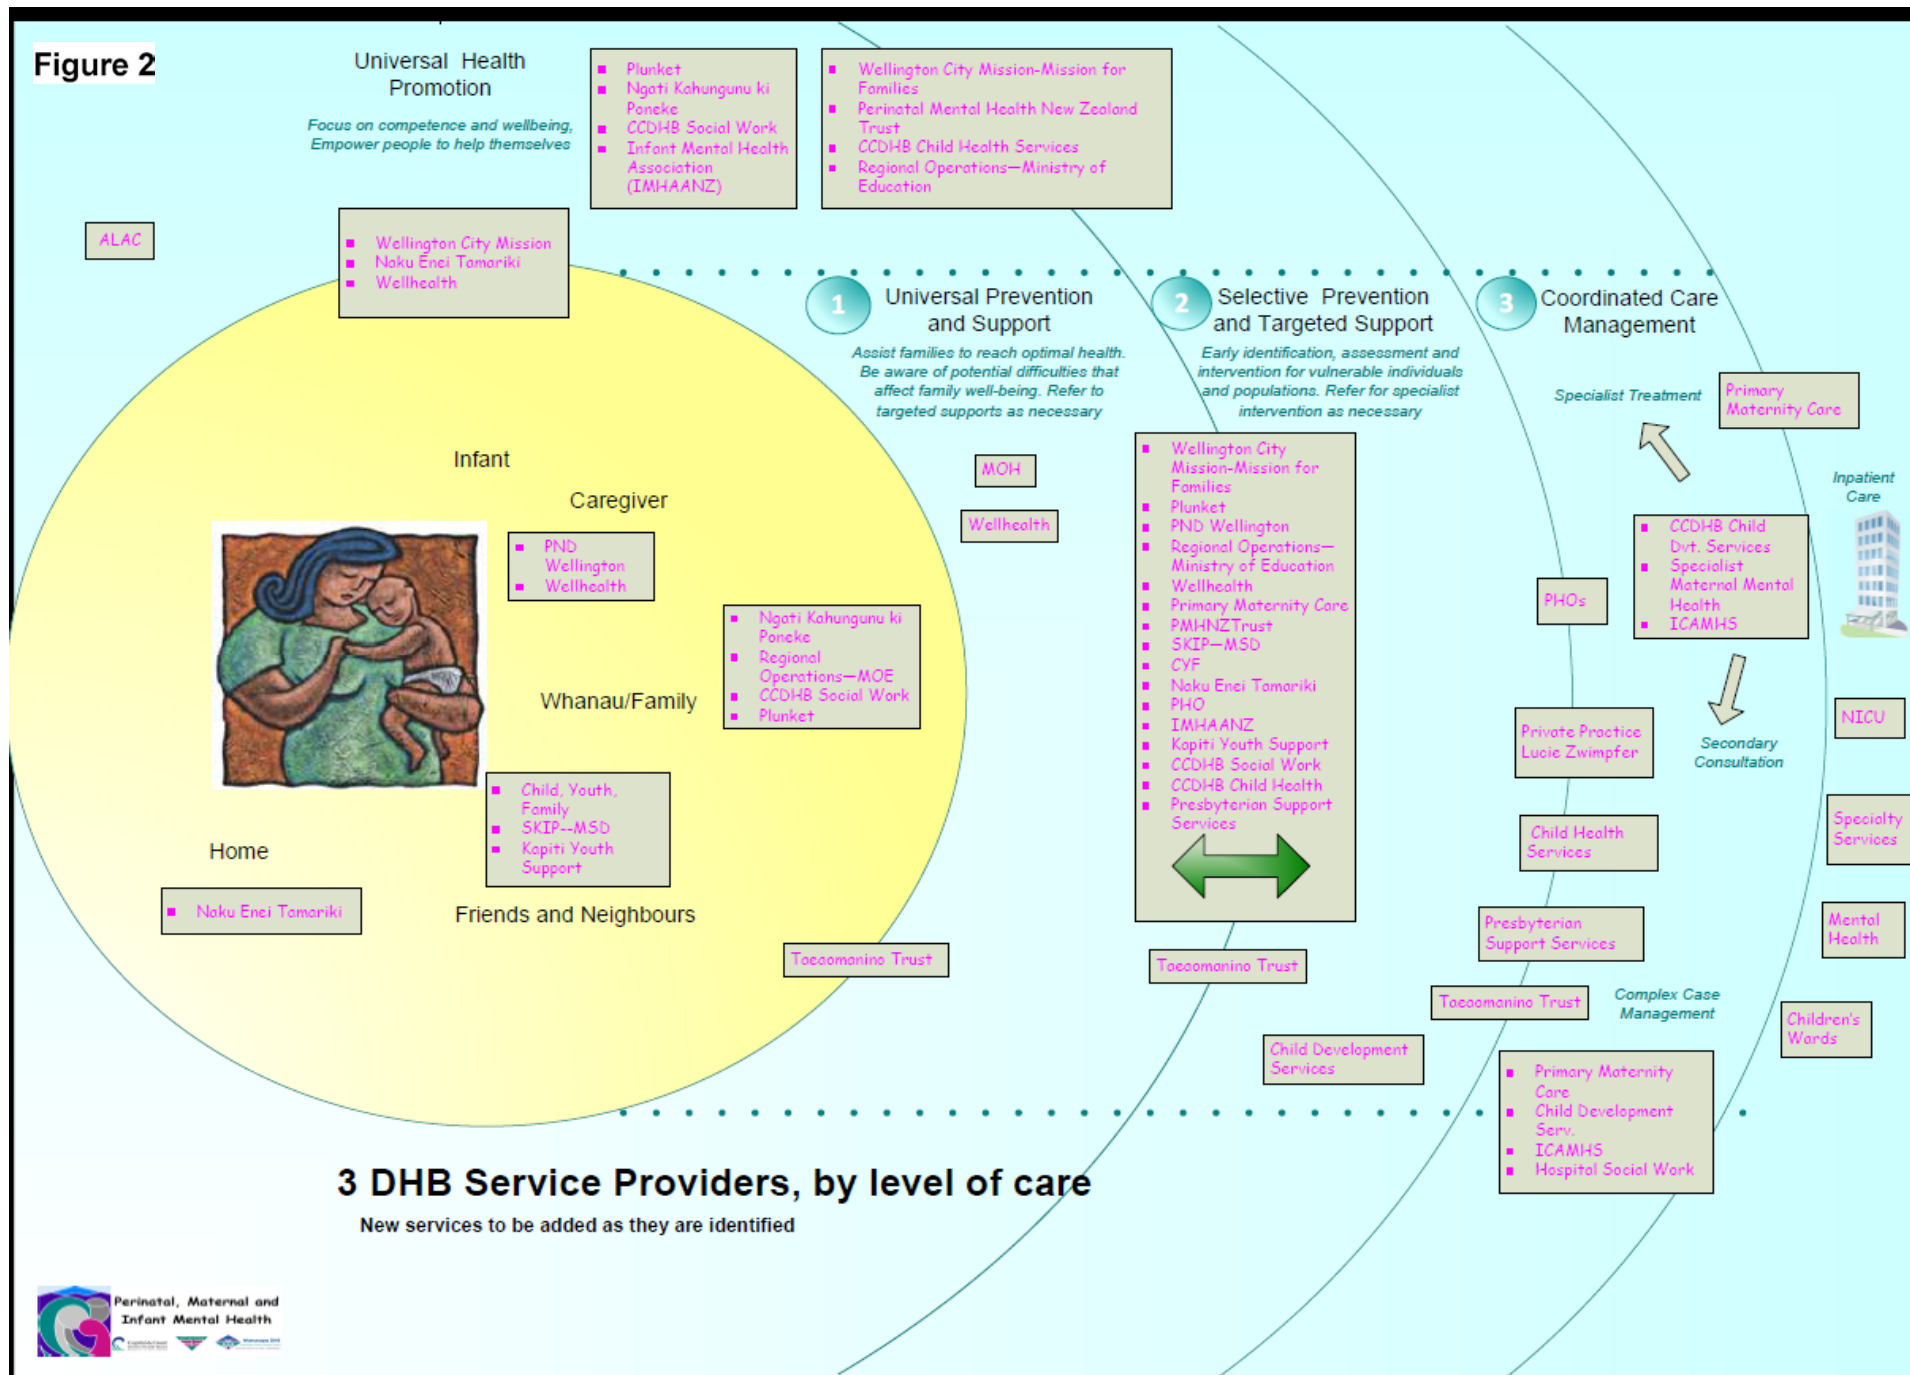 Figure 2
Universal Health
Promotion
Focus on competence and wellbeing,
Empower people to help themselves
Plunket
Ngati Kahungunu ki
Poneke
CCDHB Social Work
Infant Mental Health
Association
(IMHAANZ)
Wellington City Mission-Mission for
Families
Perinatal Mental Health New Zealand
Trust
CCDHB Child Health Services
Regional Operations—Ministry of
Education
ALAC
Wellington City Mission
Naku Enei Tamariki
Wellhealth
1
Universal Prevention
and Support
Assist families to reach optimal health.
Be aware of potential difficulties that
affect family well-being. Refer to
targeted supports as necessary
2
Selective Prevention
and Targeted Support
Early identification, assessment and
intervention for vulnerable individuals
and populations. Refer for specialist
intervention as necessary
3
Coordinated Care
Management
Specialist Treatment
Primary
Maternity Care
Infant
Caregiver
PND
Wellington
Wellhealth
Ngati Kahungunu ki
Poneke
Regional
Operations—MOE
CCDHB Social Work
Plunket
Whanau/Family
Child, Youth,
Family
SKIP--MSD
Kapiti Youth
Support
Home
Naku Enei Tamariki
Friends and Neighbours
Taeaomanino Trust
MOH
Wellhealth
Wellington City
Mission-Mission for
Families
Plunket
PND Wellington
Regional Operations—
Ministry of Education
Wellhealth
Primary Maternity Care
PMHNZTrust
SKIP—MSD
CYF
Naku Enei Tamariki
PHO
IMHAANZ
Kapiti Youth Support
CCDHB Social Work
CCDHB Child Health
Presbyterian Support
Services
Taeaomanino Trust
Inpatient
Care
CCDHB Child
Dvt. Services
Specialist
Maternal Mental
Health
ICAMHS
PHOs
Private Practice
Lucie Zwimpfer
Secondary
Consultation
NICU
Child Health
Services
Specialty
Services
Presbyterian
Support Services
Mental
Health
Taeaomanino Trust
Complex Case
Management
Children's
Wards
Child Development
Services
Primary Maternity
Care
Child Development
Serv.
ICAMHS
Hospital Social Work
3 DHB Service Providers, by level of care
New services to be added as they are identified
Perinatal, Maternal and
Infant Mental Health